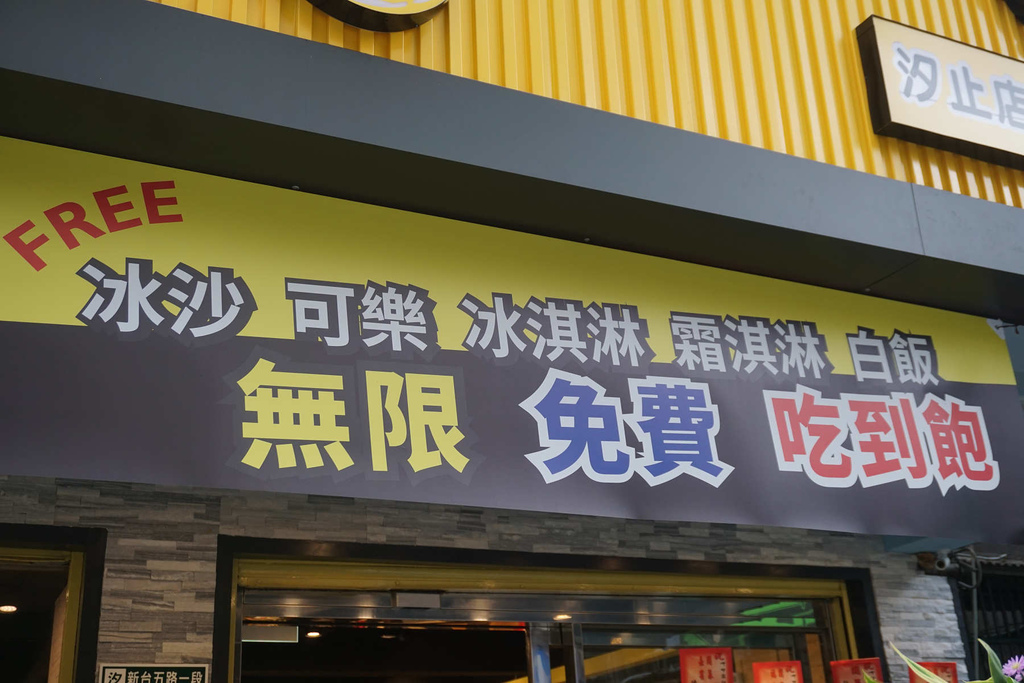 汐止店
FREE
冰沙 可樂 冰淇淋 霜淇淋 白飯
無限 免費 吃到飽
汐 新台五路一段